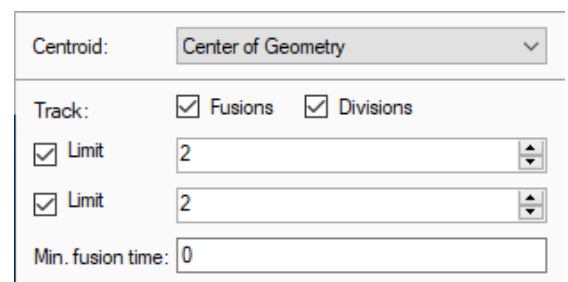 Centroid: Center of Geometry
Track: Fusions Divisions
Limit 2
Limit 2
Min. fusion time: 0